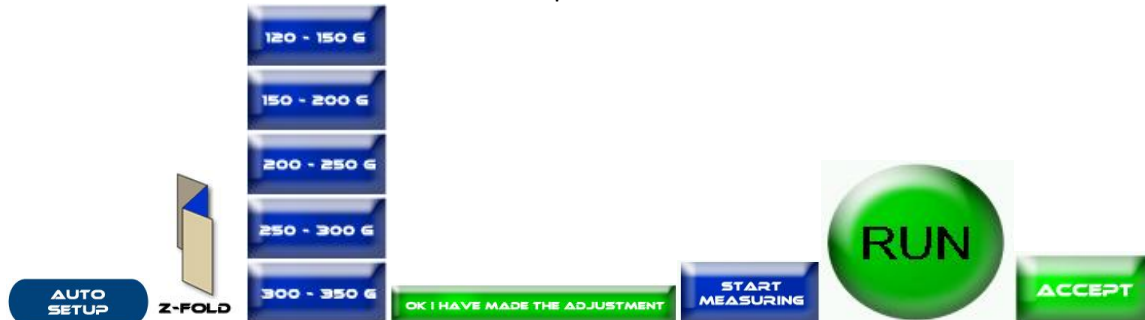 120 - 150 G
150 - 200 G
200 - 250 G
250 - 300 G
300 - 350 G
AUTO
SETUP
Z-FOLD
OK I HAVE MADE THE ADJUSTMENT
START
MEASURING
RUN
ACCEPT